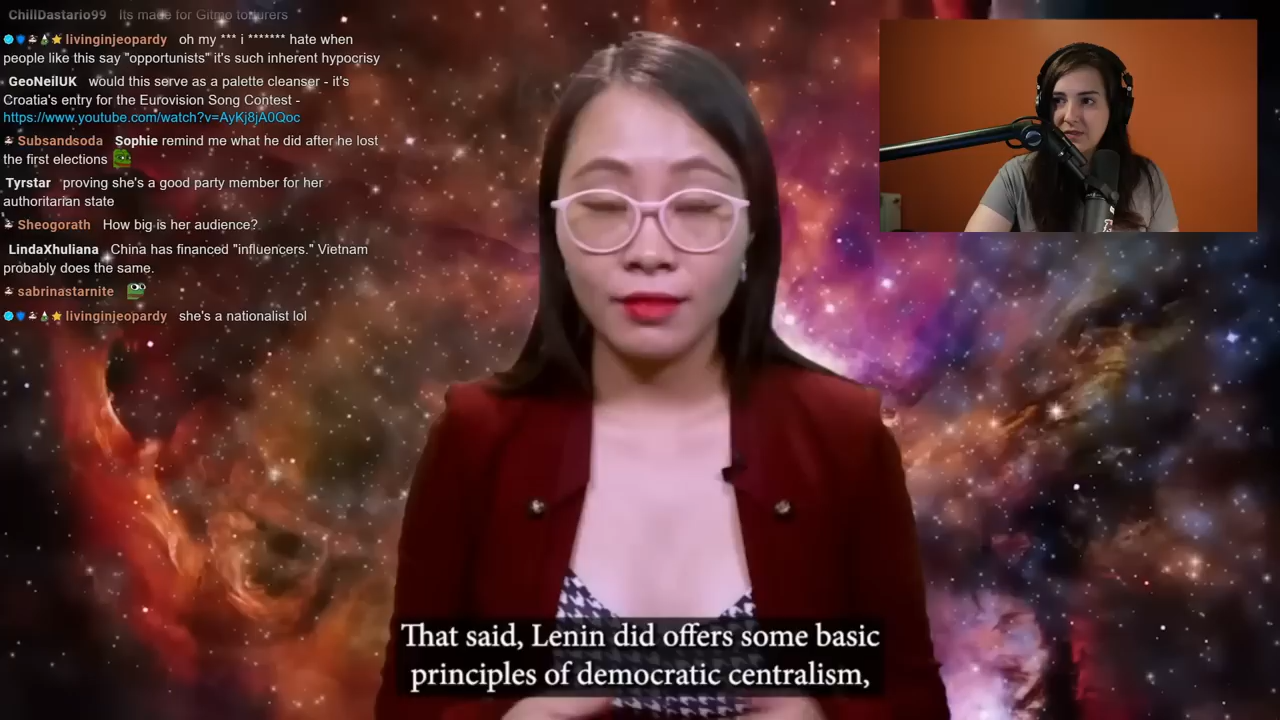 ChillDastario99 Its made for Gitmo torturers
livinginjeopardy oh my *** i ******* hate when
people like this say "opportunists" it's such inherent hypocrisy
GeoNeilUK would this serve as a palette cleanser - it's
Croatia's entry for the Eurovision Song Contest -
https://www.youtube.com/watch?v=AyKj8jA0Qoc
Subsandsoda Sophie remind me what he did after he lost
the first elections
Tyrstar proving she's a good party member for her
authoritarian state
Sheogorath How big is her audience?
LindaXhuliana China has financed "influencers." Vietnam
probably does the same.
sabrinastarnite
livinginjeopardy she's a nationalist lol
That said, Lenin did offers some basic
principles of democratic centralism,